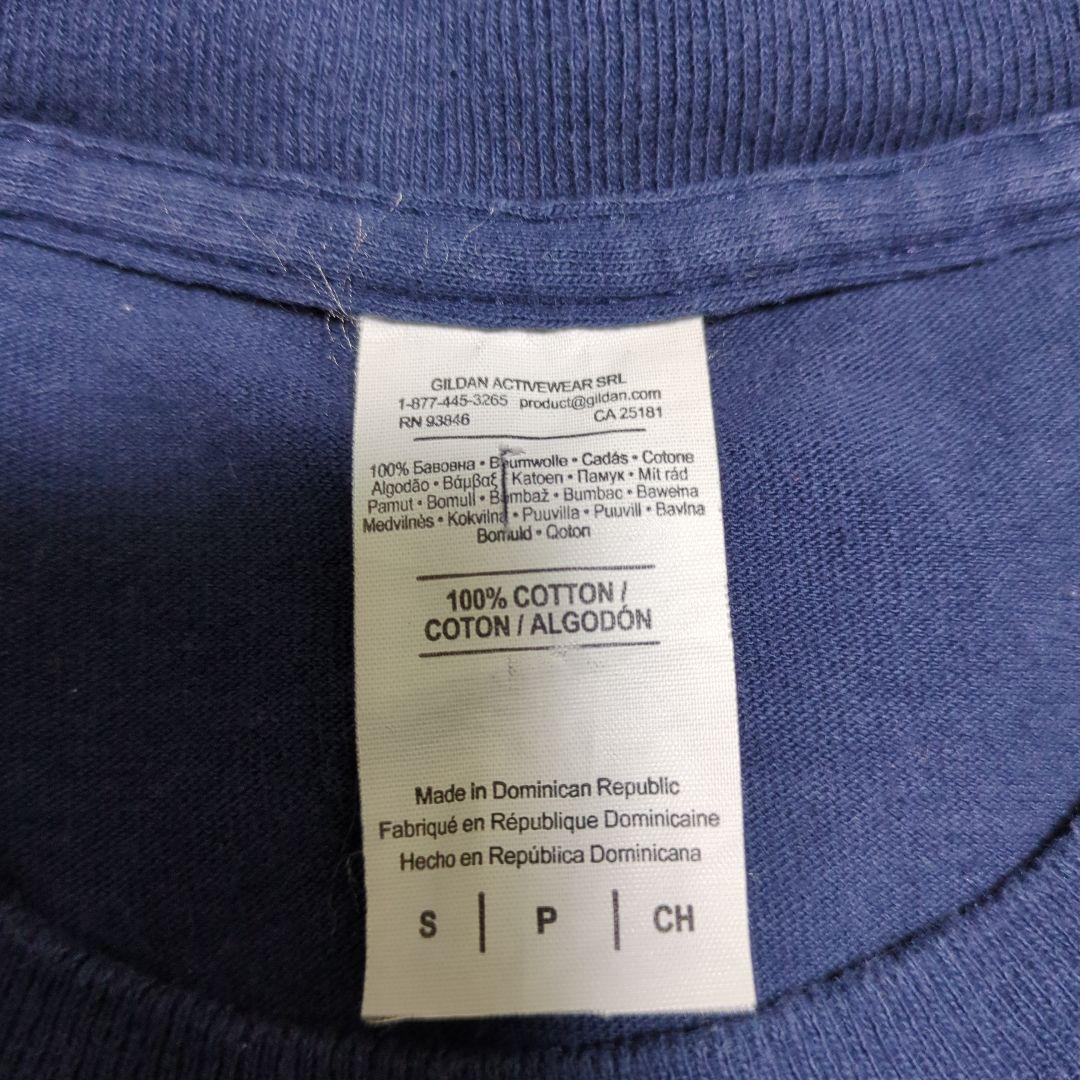 GILDAN ACTIVEWEAR SRL
1-877-445-3265 product@gildan.com
RN 93846 CA 25181
100% Бавовна • Baumwolle • Cadás • Cotone
Algodão • Βάμβαξ Katoen • Памук • Mit rád
Pamut • Bomull • Bombaž • Bumbac • Bawełna
Medvilnės • Kokvilna • Puuvilla • Puuvill • Bavlna
Bomuld • Qoton
100% COTTON /
COTON / ALGODÓN
Made in Dominican Republic
Fabriqué en République Dominicaine
Hecho en República Dominicana
S | P | CH